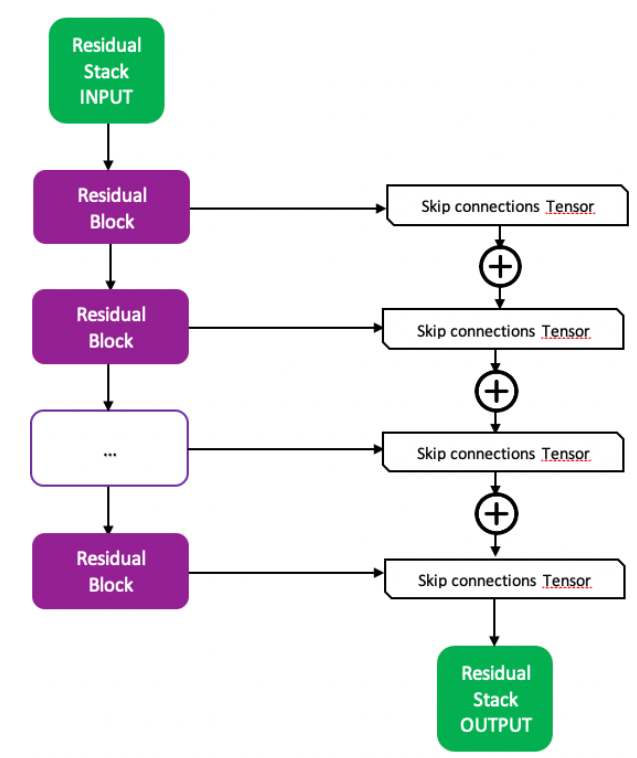 Residual
Stack
INPUT
Residual
Block
Skip connections Tensor
Residual
Block
Skip connections Tensor
...
Skip connections Tensor
Residual
Block
Skip connections Tensor
Residual
Stack
OUTPUT